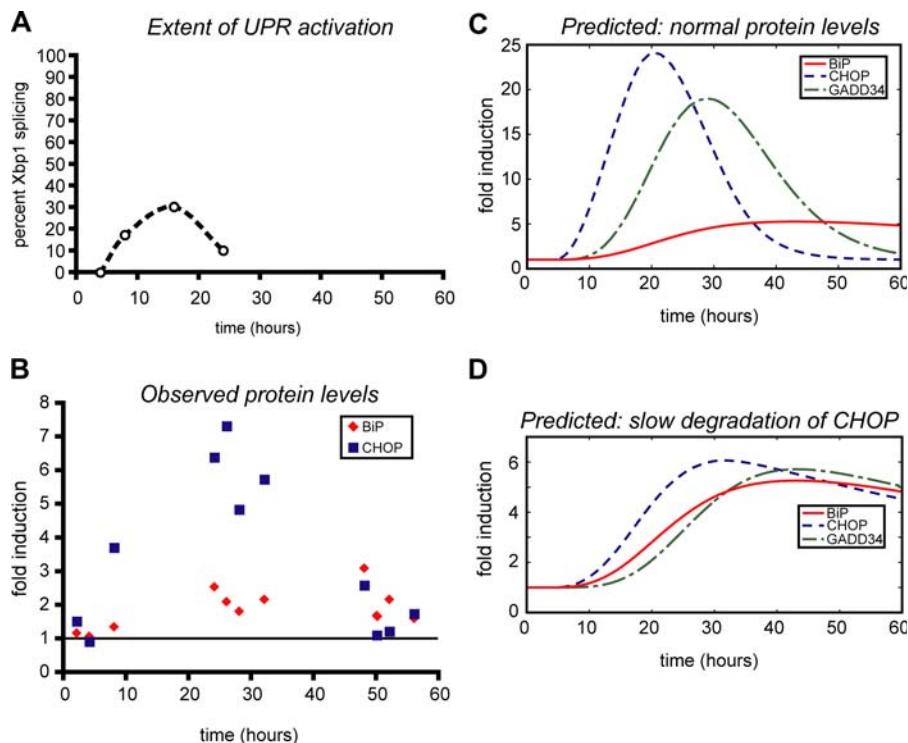 A
Extent of UPR activation
percent Xbp1 splicing
100
90
80
70
60
50
40
30
20
10
0
0 10 20 30 40 50 60
time (hours)
B
Observed protein levels
fold induction
8
7
6
5
4
3
2
1
0
BiP
CHOP
0 10 20 30 40 50 60
time (hours)
C
Predicted: normal protein levels
fold induction
25
20
15
10
5
0
BiP
CHOP
GADD34
0 10 20 30 40 50 60
time (hours)
D
Predicted: slow degradation of CHOP
fold induction
6
4
2
0
BiP
CHOP
GADD34
0 10 20 30 40 50 60
time (hours)